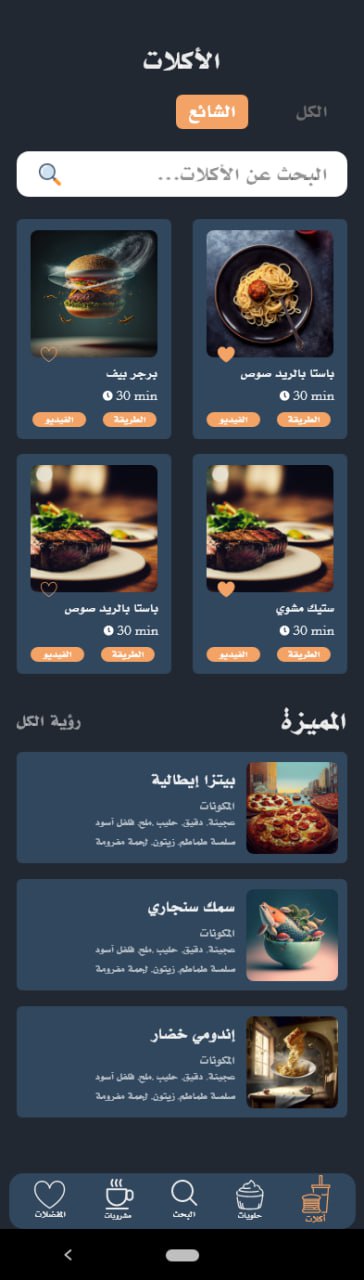 الأكلات
الكل
الشائع
البحث عن الأكلات...
باستا بالريد صوص
30 min
الطريقة
الفيديو
برجر بيف
30 min
الطريقة
الفيديو
ستيك مشوي
30 min
الطريقة
الفيديو
باستا بالريد صوص
30 min
الطريقة
الفيديو
المميزة
رؤية الكل
بيتزا إيطالية
المكونات
عجينة, دقيق, حليب ,ملح, فلفل أسود
صلصة طماطم, زيتون, لحمة مفرومة
سمك سنجاري
المكونات
عجينة, دقيق, حليب ,ملح, فلفل أسود
صلصة طماطم, زيتون, لحمة مفرومة
إندومي خضار
المكونات
عجينة, دقيق, حليب ,ملح, فلفل أسود
صلصة طماطم, زيتون, لحمة مفرومة
أكلات
حلويات
البحث
مشروبات
المفضلات